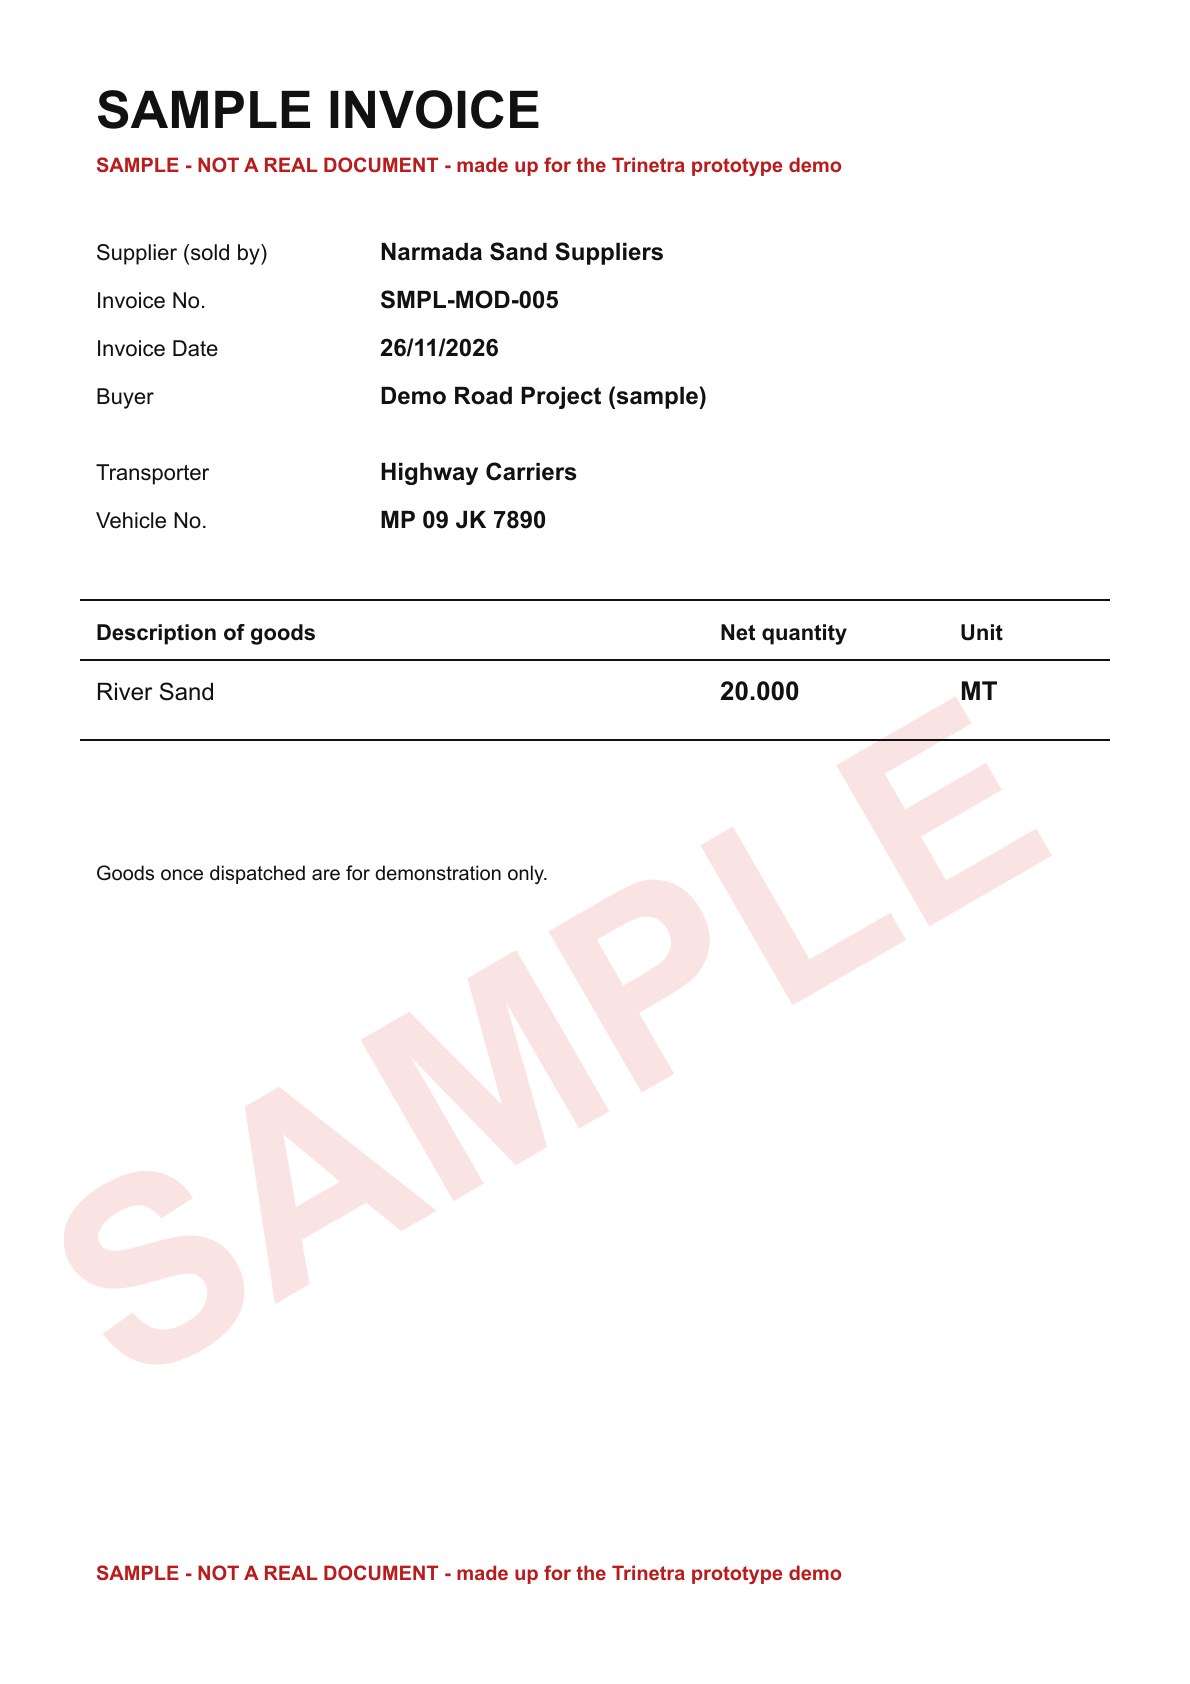 SAMPLE INVOICE
SAMPLE - NOT A REAL DOCUMENT - made up for the Trinetra prototype demo
Supplier (sold by) Narmada Sand Suppliers
Invoice No. SMPL-MOD-005
Invoice Date 26/11/2026
Buyer Demo Road Project (sample)
Transporter Highway Carriers
Vehicle No. MP 09 JK 7890
Description of goods Net quantity Unit
River Sand 20.000 MT
Goods once dispatched are for demonstration only.
SAMPLE
SAMPLE - NOT A REAL DOCUMENT - made up for the Trinetra prototype demo